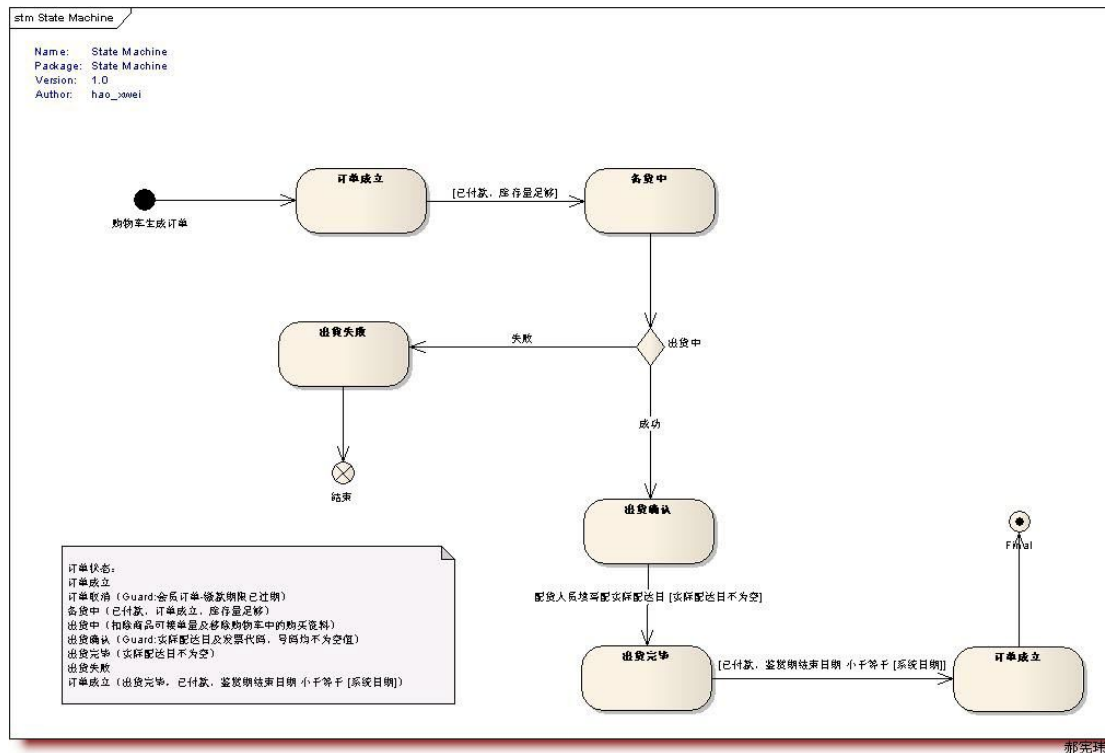 stm State Machine
Name: State Machine
Package: State Machine
Version: 1.0
Author: hao_xwei
订单成立
[已付款，库存量足够]
备货中
购物车生成订单
出货失败
失败
出货中
成功
结束
出货确认
Final
配货人员填写配实际配达日 [实际配达日不为空]
出货完毕
[已付款，鉴赏期结束日期 小于等于 [系统日期]]
订单成立
订单状态：
订单成立
订单取消（Guard:会员订单-缴款期限已过期）
备货中（已付款，订单成立，库存量足够）
出货中（扣除商品可接单量及移除购物车中的购买资料）
出货确认（Guard:实际配达日及发票代码，号码均不为空值）
出货完毕（实际配达日不为空）
出货失败
订单成立（出货完毕，已付款，鉴赏期结束日期 小于等于 [系统日期]）